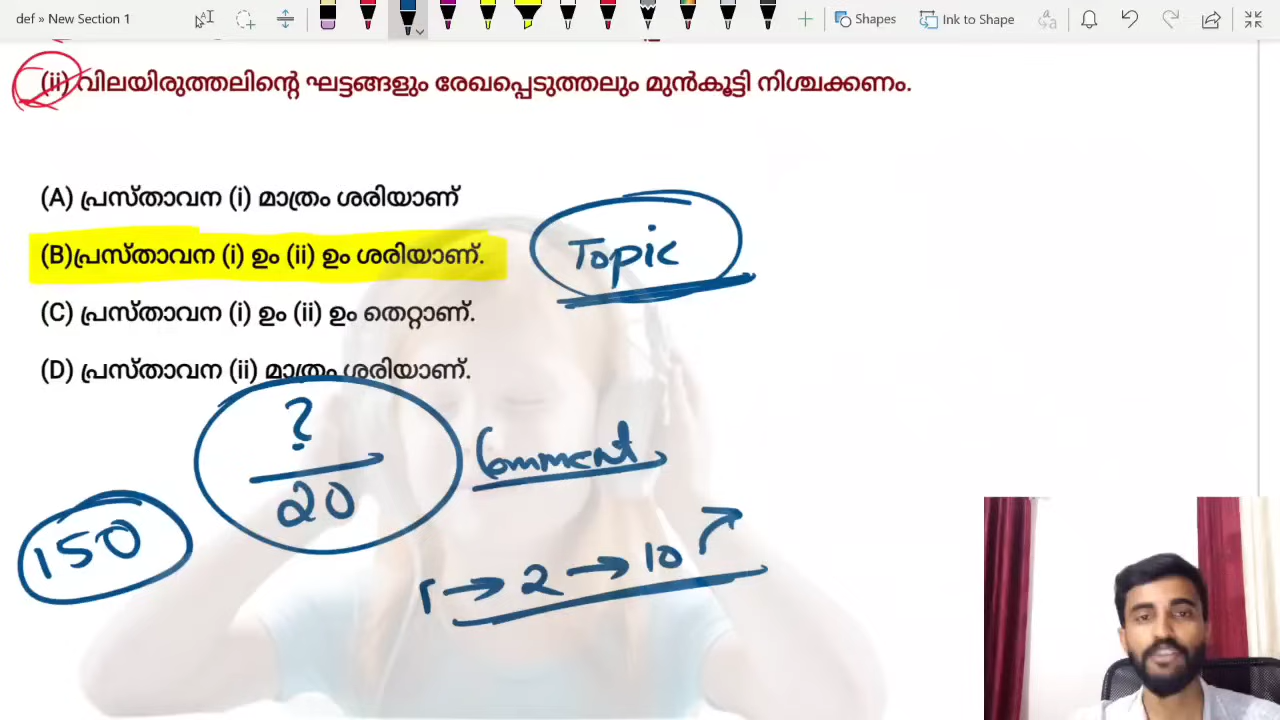 def » New Section 1
Shapes
Ink to Shape
(ii) വിലയിരുത്തലിന്റെ ഘട്ടങ്ങളും രേഖപ്പെടുത്തലും മുൻകൂട്ടി നിശ്ചക്കണം.
(A) പ്രസ്താവന (i) മാത്രം ശരിയാണ്
(B)പ്രസ്താവന (i) ഉം (ii) ഉം ശരിയാണ്.
Topic
(C) പ്രസ്താവന (i) ഉം (ii) ഉം തെറ്റാണ്.
(D) പ്രസ്താവന (ii) മാത്രം ശരിയാണ്.
?
20
Comment
150
1 → 2 → 10